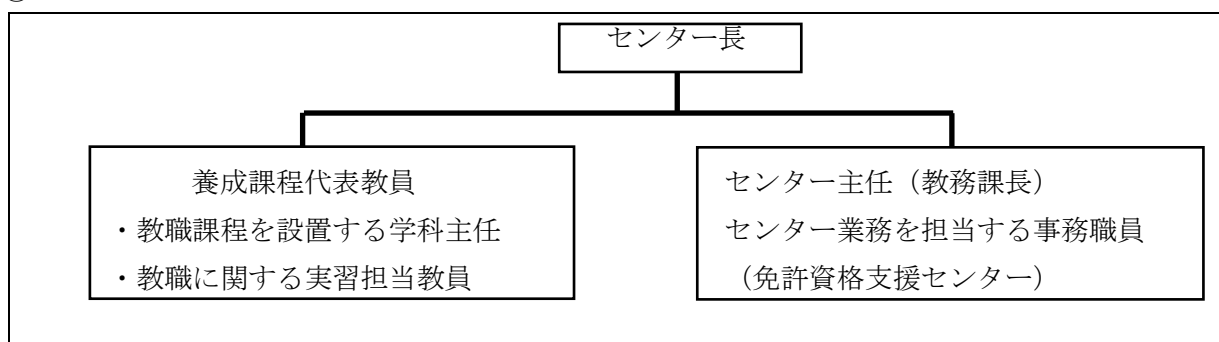 センター長
養成課程代表教員
・教職課程を設置する学科主任
・教職に関する実習担当教員
センター主任（教務課長）
センター業務を担当する事務職員
（免許資格支援センター）